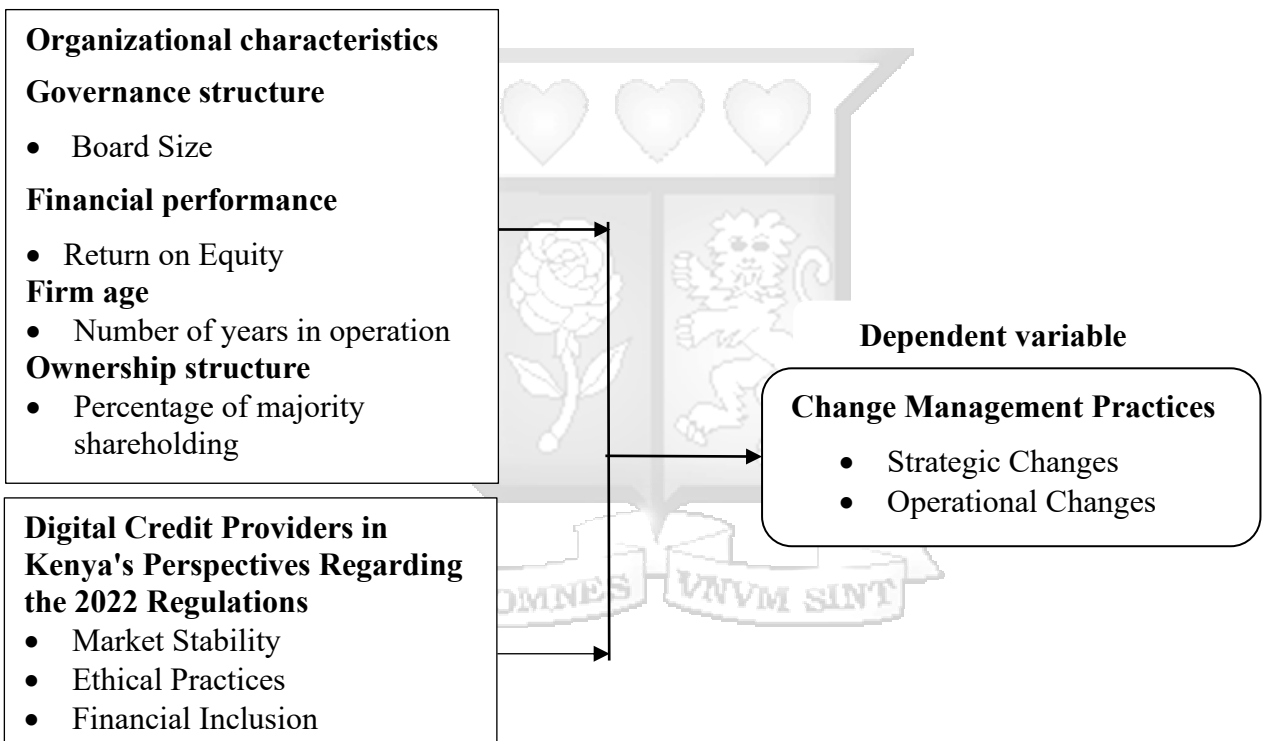 Organizational characteristics
Governance structure
• Board Size
Financial performance
• Return on Equity
Firm age
• Number of years in operation
Ownership structure
• Percentage of majority
shareholding
Digital Credit Providers in
Kenya's Perspectives Regarding
the 2022 Regulations
• Market Stability
• Ethical Practices
• Financial Inclusion
Dependent variable
Change Management Practices
• Strategic Changes
• Operational Changes
OMNES VNVM SINT